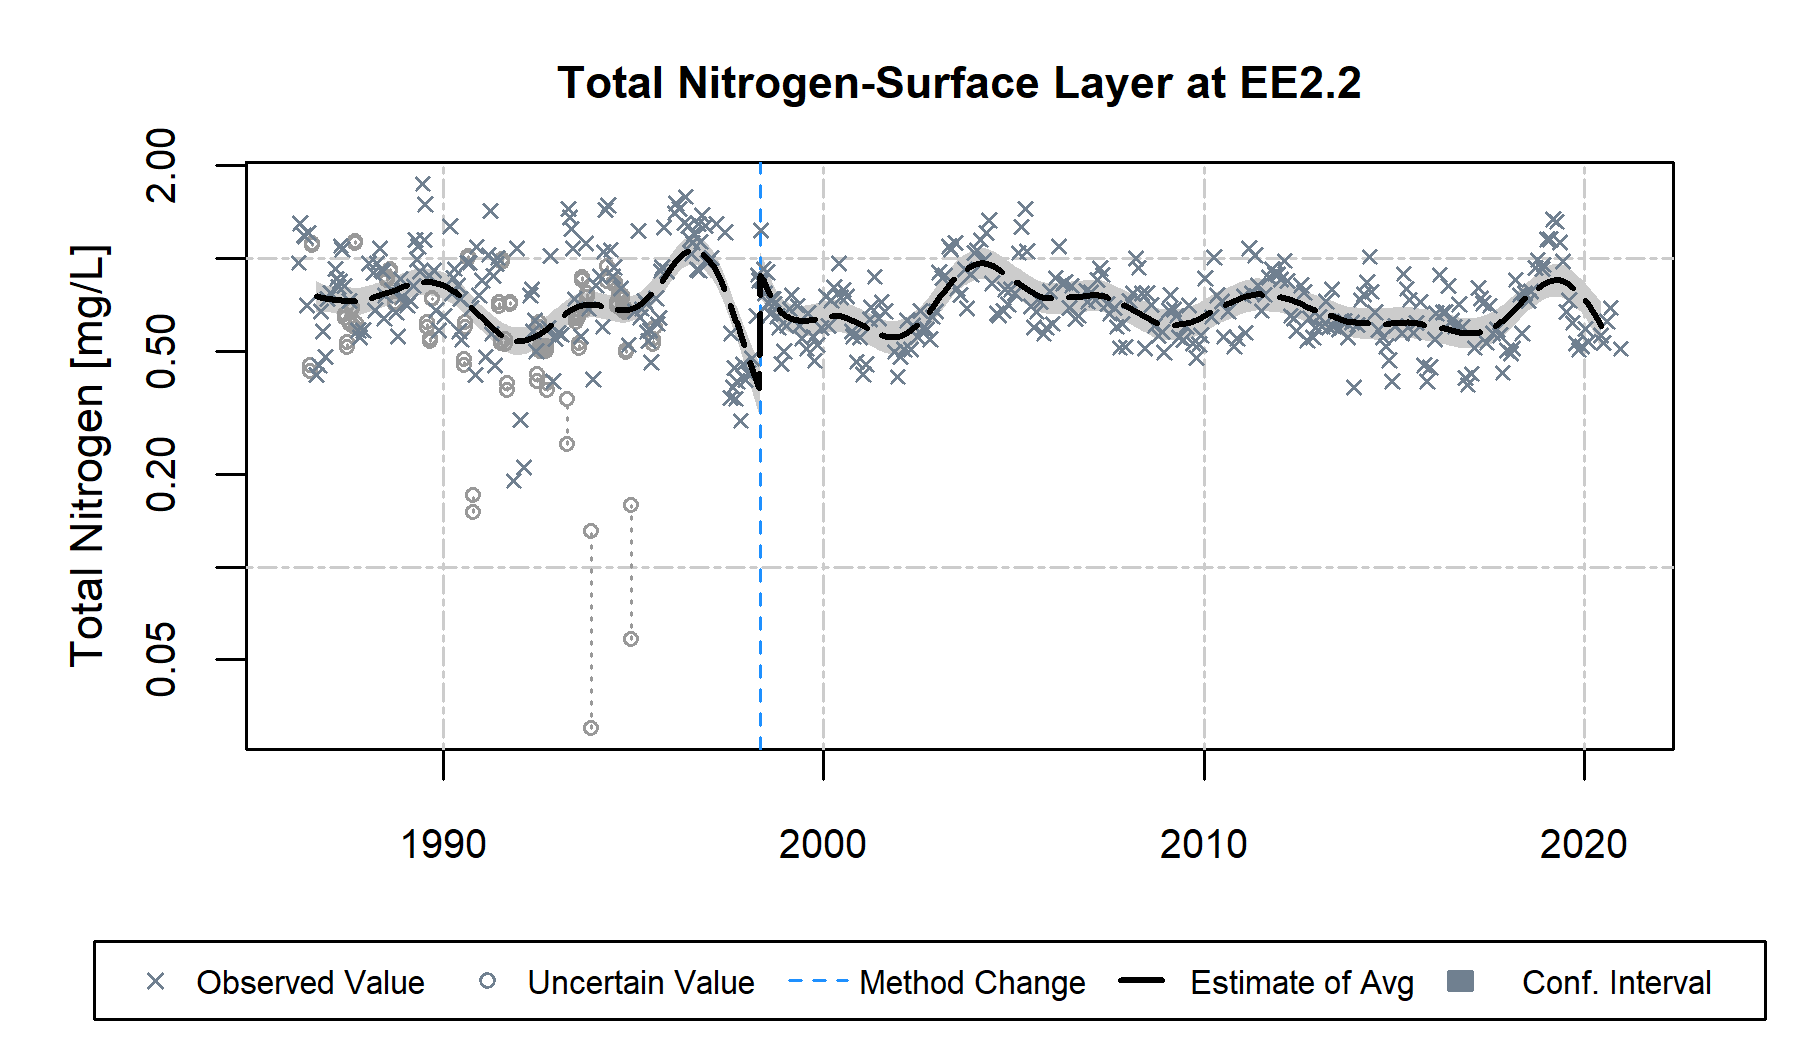 Total Nitrogen-Surface Layer at EE2.2
Total Nitrogen [mg/L]
2.00
0.50
0.20
0.05
1990 2000 2010 2020
Observed Value Uncertain Value Method Change Estimate of Avg Conf. Interval